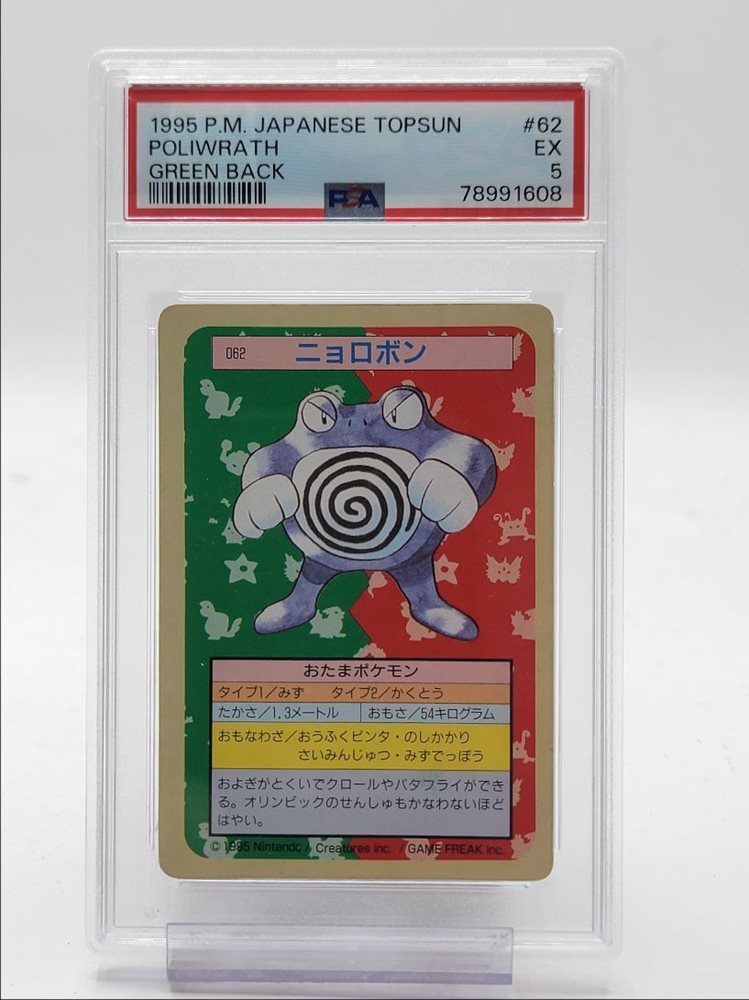 1995 P.M. JAPANESE TOPSUN #62
POLIWRATH EX
GREEN BACK 5
PSA 78991608
062 ニョロボン
おたまポケモン
タイプ1/みず タイプ2/かくとう
たかさ/1.3メートル おもさ/54キログラム
おもなわざ/おうふくビンタ・のしかかり
さいみんじゅつ・みずでっぽう
およぎがとくいでクロールやバタフライができ
る。オリンピックのせんしゅもかなわないほど
はやい。
© 1995 Nintendo / Creatures inc. / GAME FREAK inc.